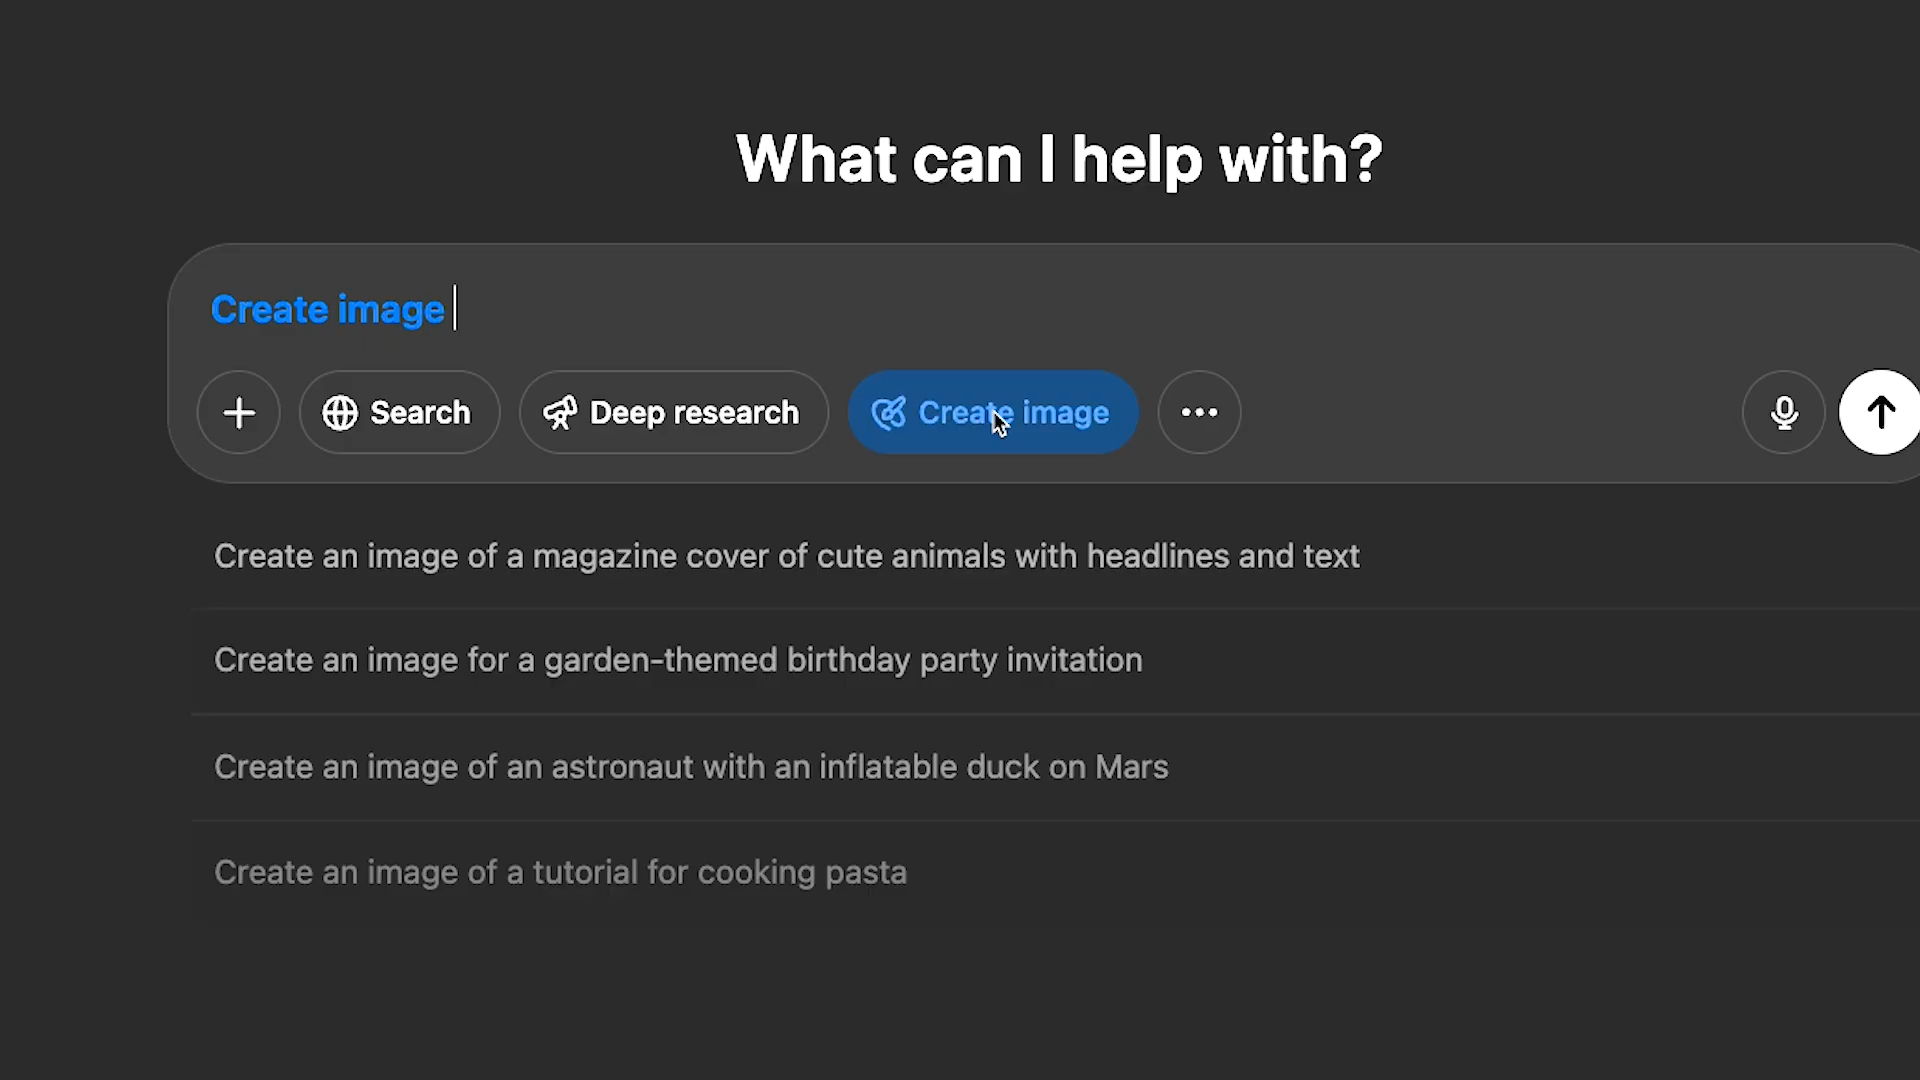 What can I help with?
Create image
Search
Deep research
Create image
Create an image of a magazine cover of cute animals with headlines and text
Create an image for a garden-themed birthday party invitation
Create an image of an astronaut with an inflatable duck on Mars
Create an image of a tutorial for cooking pasta